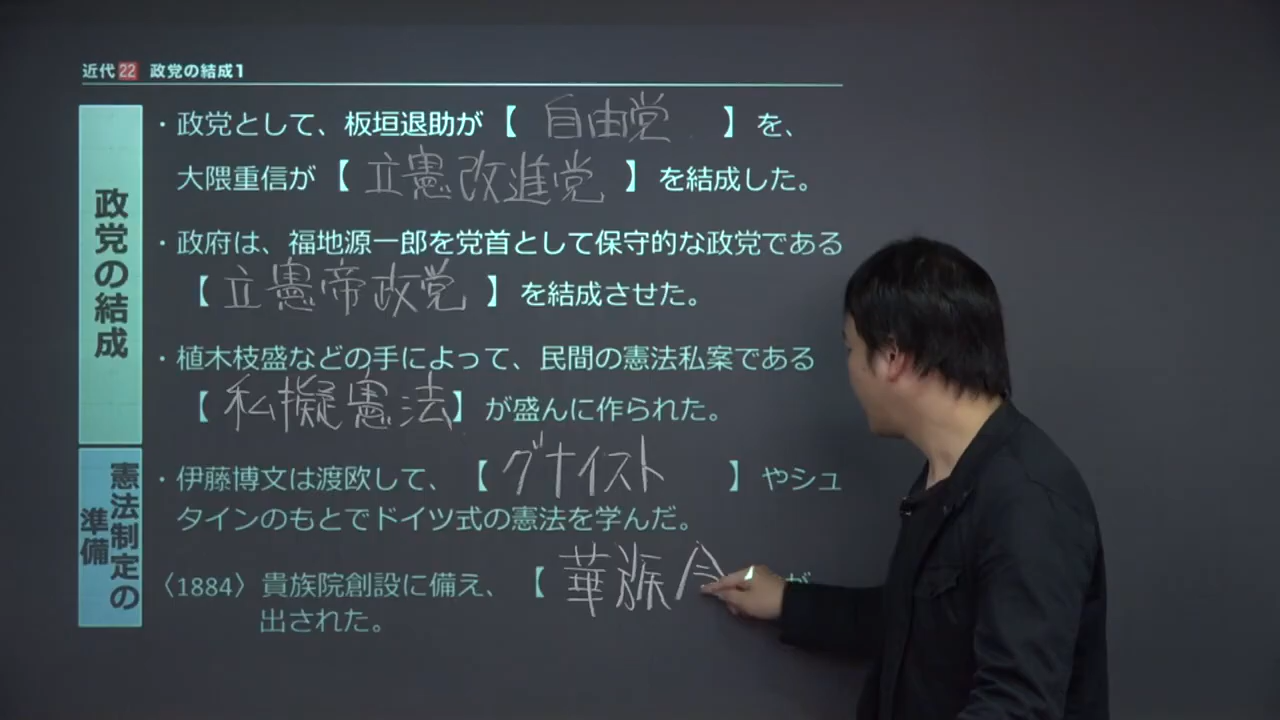 近代22 政党の結成1
政党の結成
・政党として、板垣退助が【 自由党 】を、
大隈重信が【 立憲改進党 】を結成した。
・政府は、福地源一郎を党首として保守的な政党である
【 立憲帝政党 】を結成させた。
・植木枝盛などの手によって、民間の憲法私案である
【 私擬憲法 】が盛んに作られた。
憲法制定の
準備
・伊藤博文は渡欧して、【 グナイスト 】やシュ
タインのもとでドイツ式の憲法を学んだ。
〈1884〉貴族院創設に備え、【 華族令 が
出された。